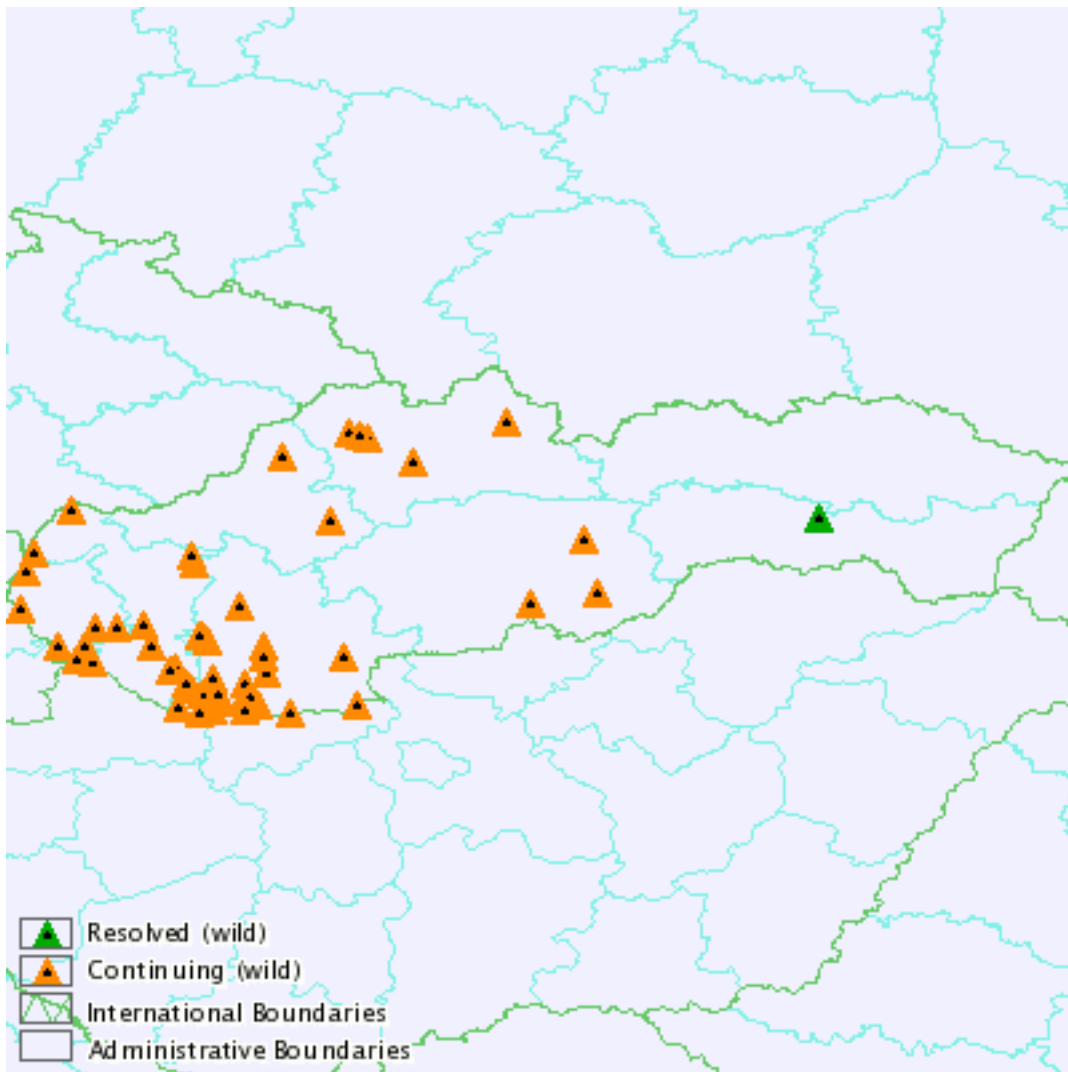 Resolved (wild)
Continuing (wild)
International Boundaries
Administrative Boundaries